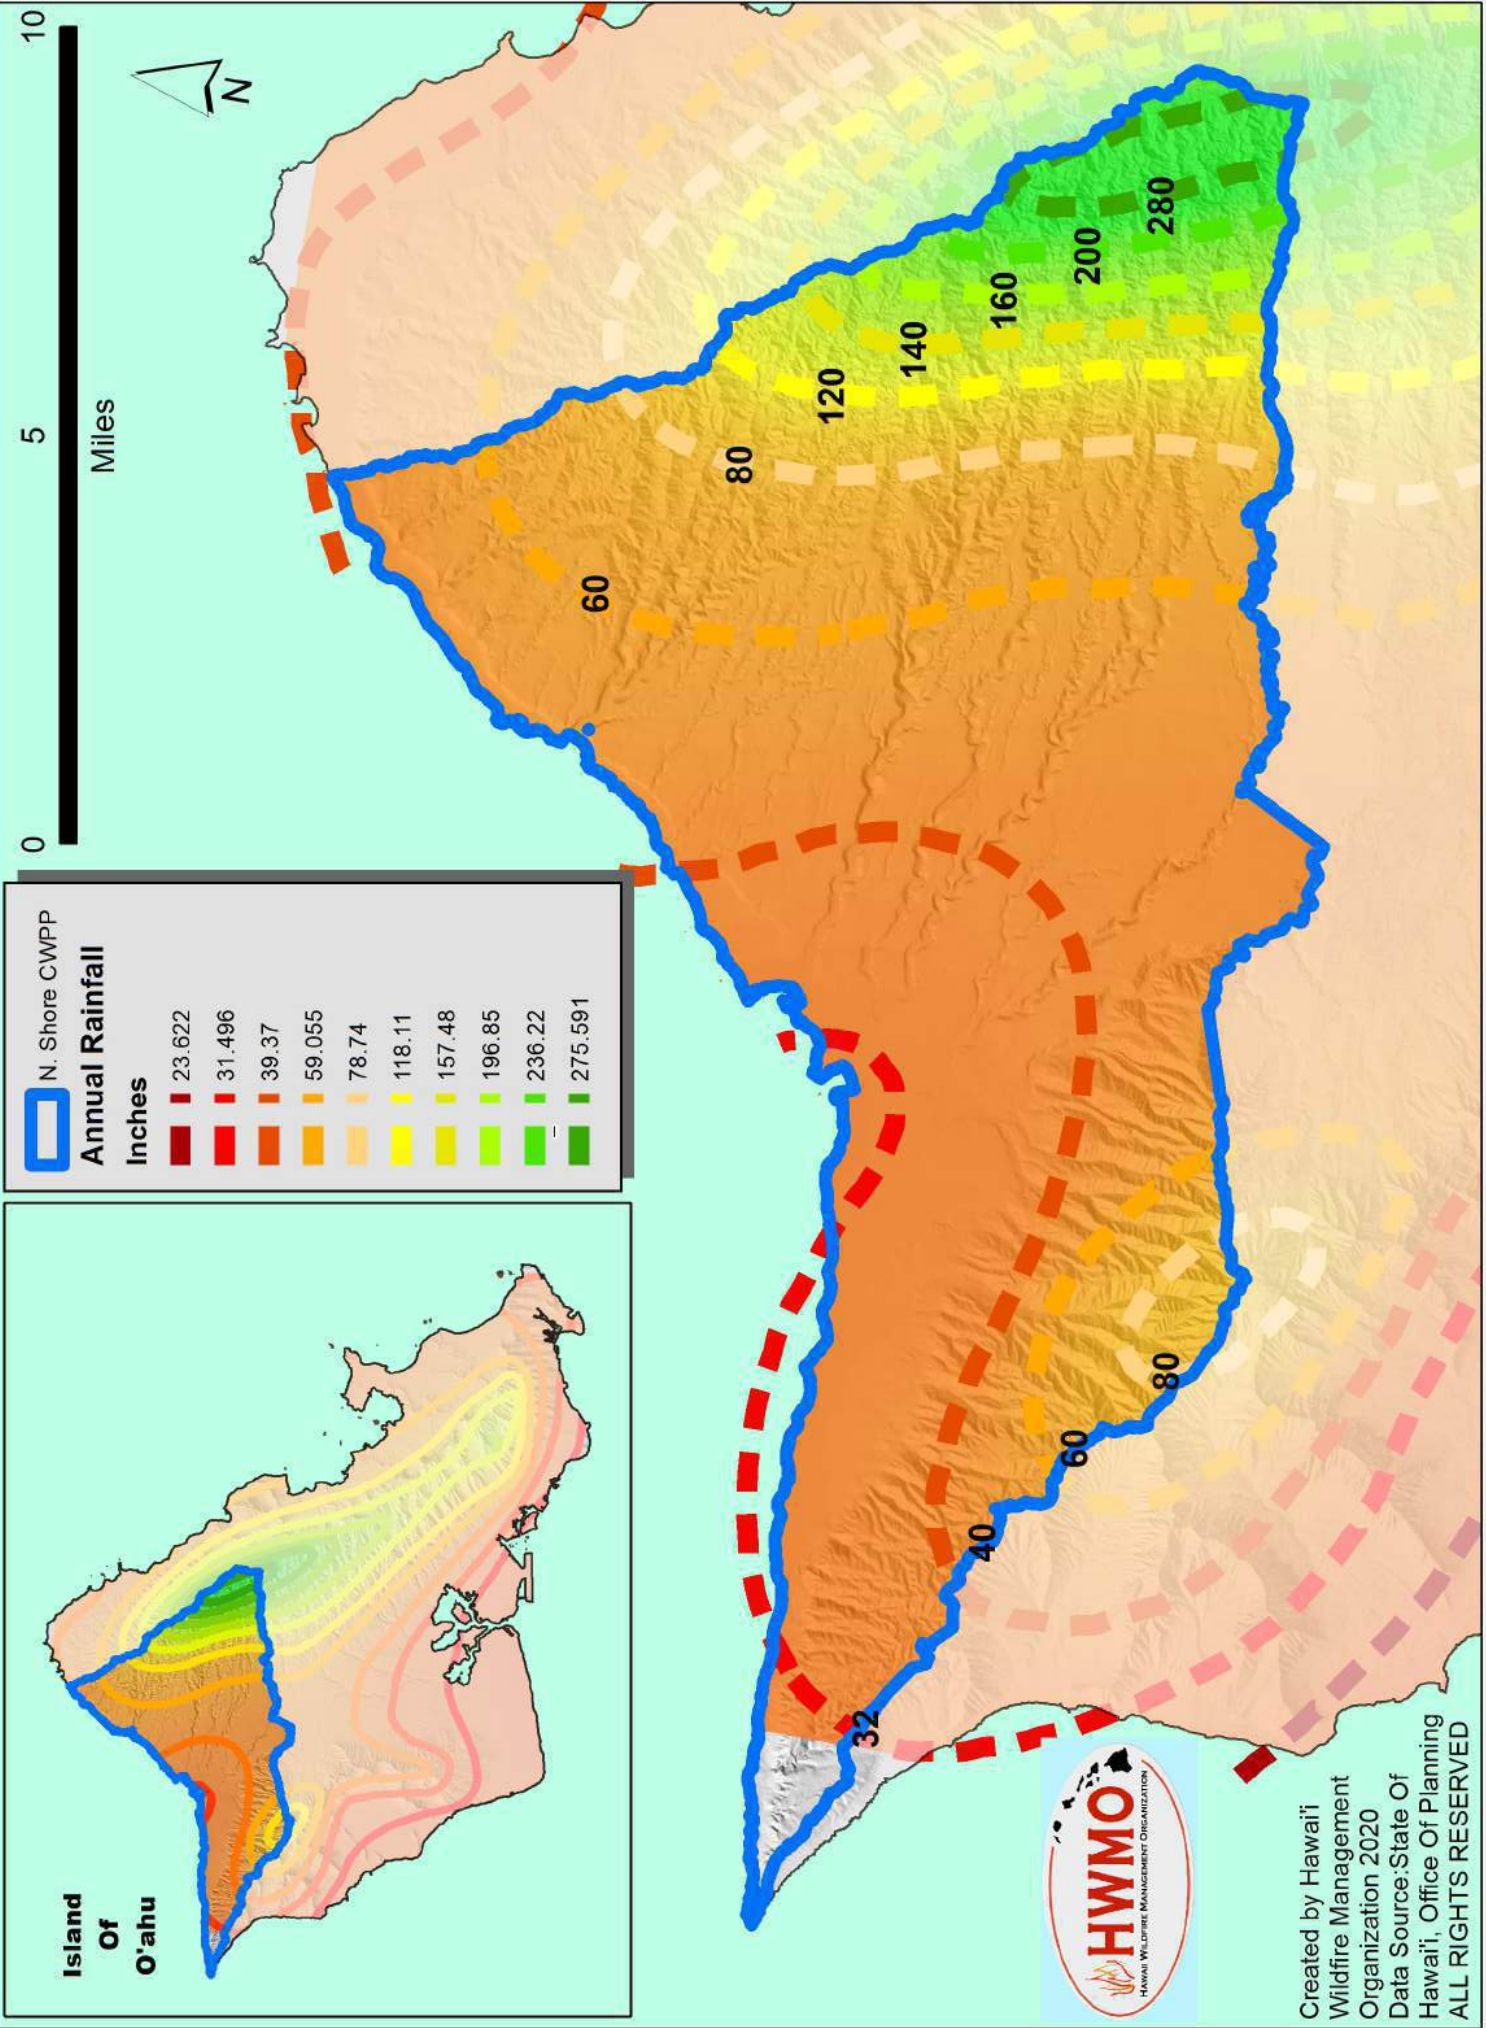 Island
Of
O'ahu
N. Shore CWPP
Annual Rainfall
Inches
23.622
31.496
39.37
59.055
78.74
118.11
157.48
196.85
236.22
275.591
0
5
10
Miles
N
60
80
120
140
160
200
280
32
40
60
80
HWMO
HAWAII WILDFIRE MANAGEMENT ORGANIZATION
Created by Hawai'i
Wildfire Management
Organization 2020
Data Source:State Of
Hawai'i, Office Of Planning
ALL RIGHTS RESERVED